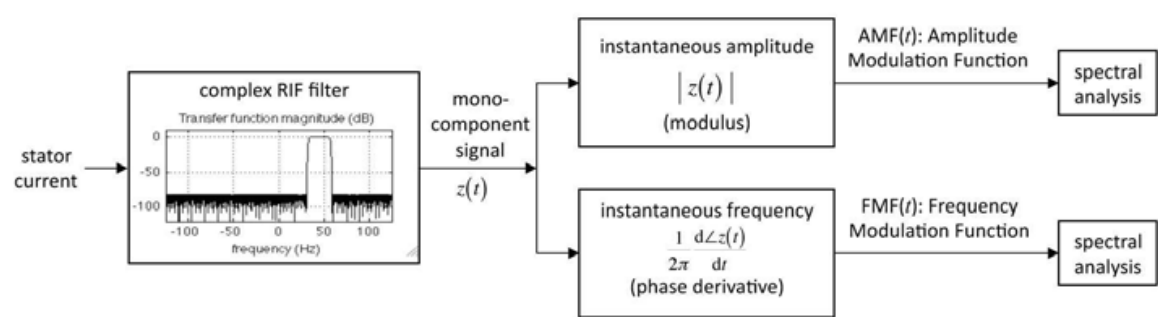 stator
current
complex RIF filter
Transfer function magnitude (dB)
0
-50
-100
-100 -50 0 50 100
frequency (Hz)
mono-
component
signal
z(t)
instantaneous amplitude
| z(t) |
(modulus)
AMF(t): Amplitude
Modulation Function
spectral
analysis
instantaneous frequency
1 d∠z(t)
2π dt
(phase derivative)
FMF(t): Frequency
Modulation Function
spectral
analysis